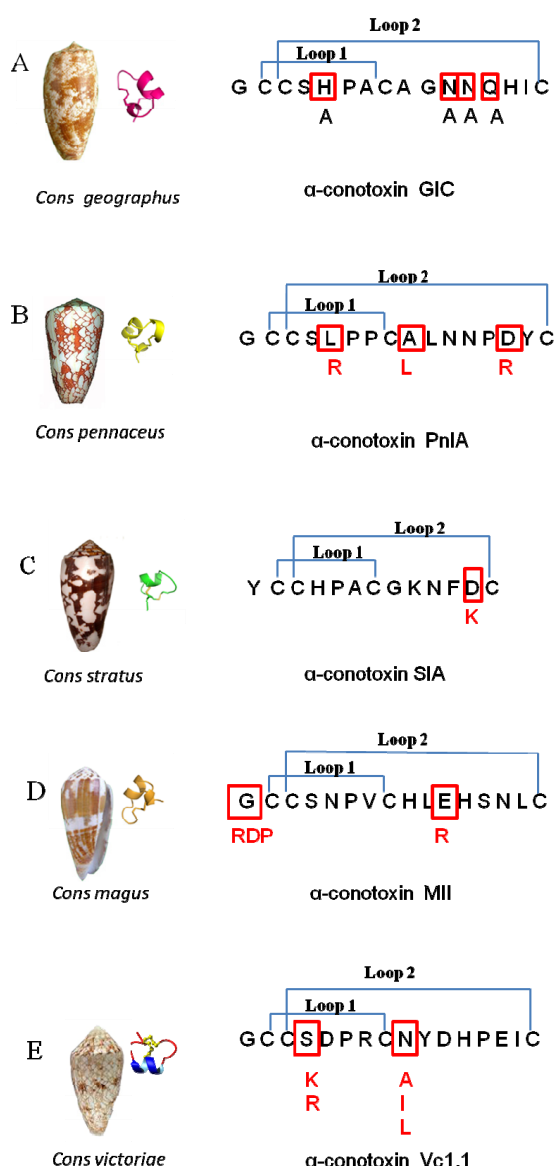 Loop 2
A
Loop 1
G C C S H P A C A G N N Q H I C
A A A A
Cons geographus
α-conotoxin GIC
Loop 2
B
Loop 1
G C C S L P P C A L N N P D Y C
R L R
Cons pennaceus
α-conotoxin PnIA
Loop 2
C
Loop 1
Y C C H P A C G K N F D C
K
Cons stratus
α-conotoxin SIA
Loop 2
D
Loop 1
G C C S N P V C H L E H S N L C
RDP R
Cons magus
α-conotoxin MII
Loop 2
Loop 1
E
G C C S D P R C N Y D H P E I C
K A
R I
L
Cons victoriae
α-conotoxin Vc1.1